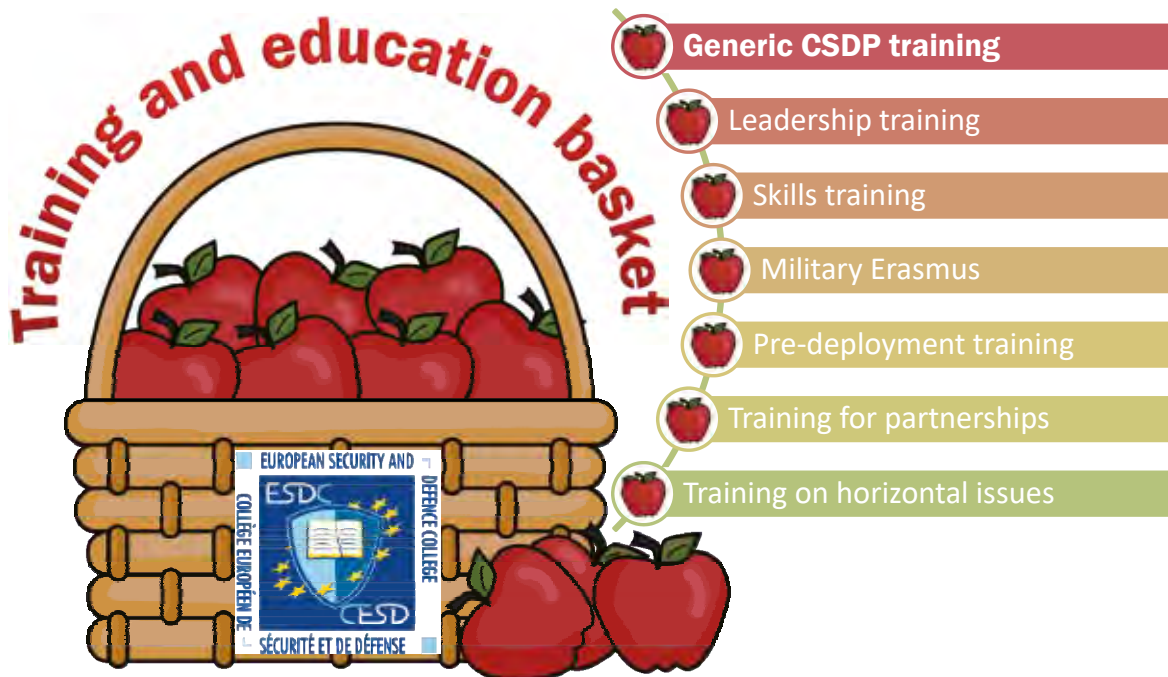 Training and education basket
Generic CSDP training
Leadership training
Skills training
Military Erasmus
Pre-deployment training
Training for partnerships
Training on horizontal issues
EUROPEAN SECURITY AND
DEFENCE COLLEGE
ESDC
CESD
COLLÈGE EUROPÉEN DE
SÉCURITÉ ET DE DÉFENSE